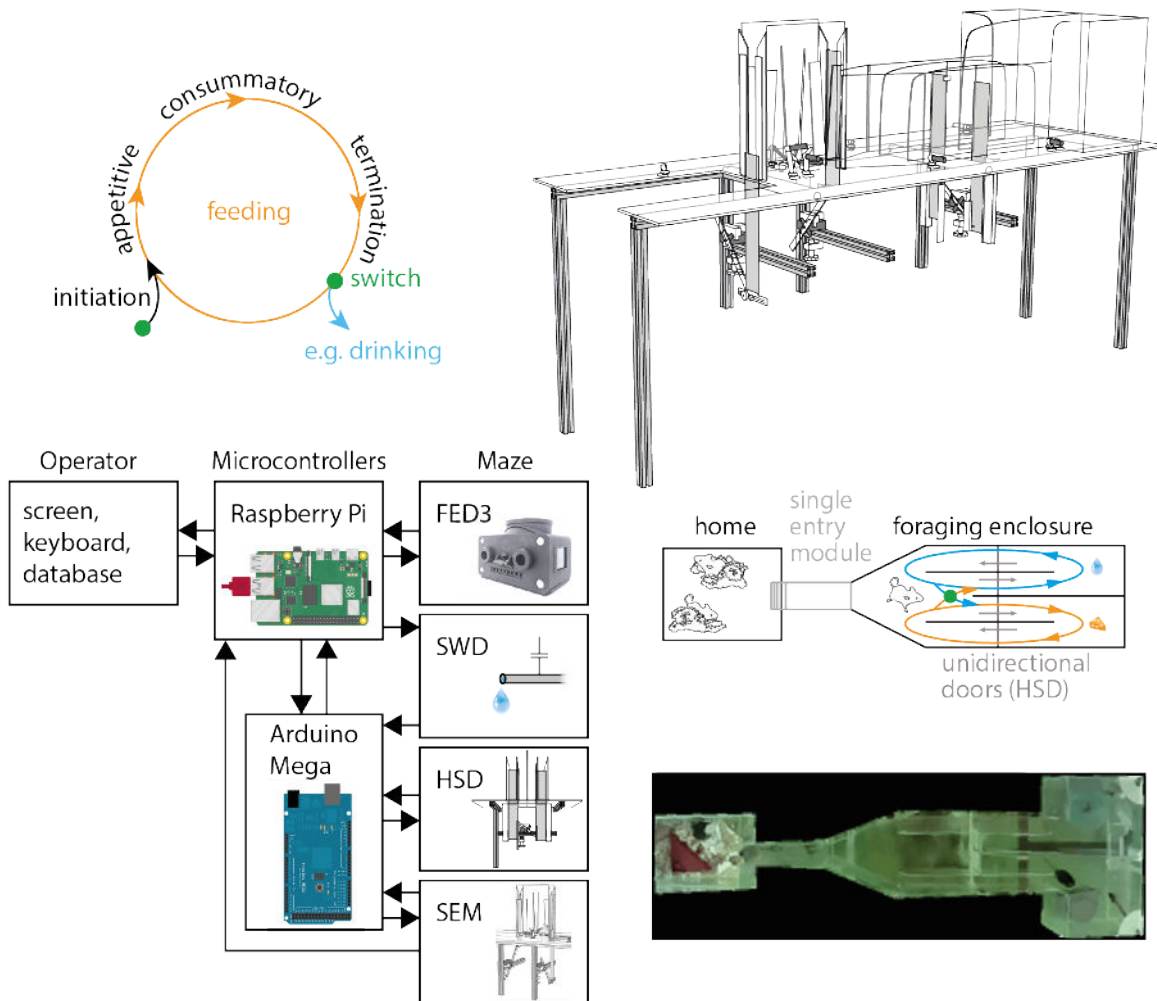 consummatory
appetitive
termination
feeding
switch
initiation
e.g. drinking
Operator
Microcontrollers
Maze
screen,
keyboard,
database
Raspberry Pi
FED3
SWD
Arduino
Mega
HSD
SEM
single
entry
module
home
foraging enclosure
unidirectional
doors (HSD)